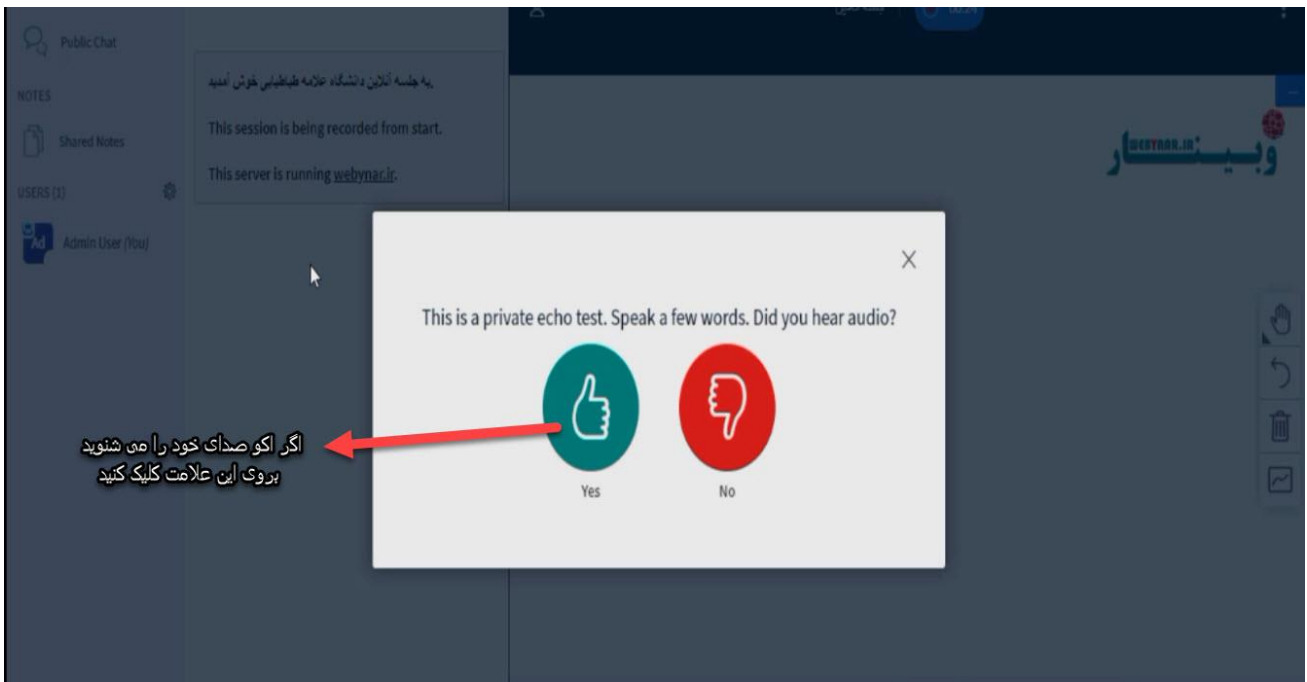 Public Chat
NOTES
Shared Notes
USERS (1)
Ad
Admin User (You)
به جلسه آنلاین دانشگاه علامه طباطبایی خوش آمدید.
This session is being recorded from start.
This server is running webynar.ir.
وبینار
WEBYNAR.IR
This is a private echo test. Speak a few words. Did you hear audio?
Yes
No
اگر اکو صدای خود را می شنوید
بروی این علامت کلیک کنید